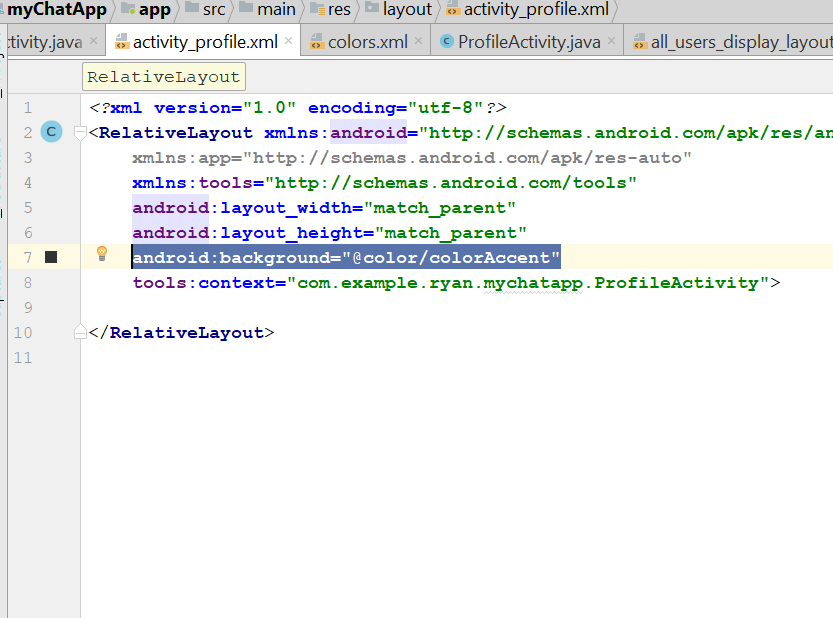 myChatApp app src main res layout activity_profile.xml
ctivity.java activity_profile.xml colors.xml ProfileActivity.java all_users_display_layout
RelativeLayout
1 <?xml version="1.0" encoding="utf-8"?>
2 <RelativeLayout xmlns:android="http://schemas.android.com/apk/res/an
3 xmlns:app="http://schemas.android.com/apk/res-auto"
4 xmlns:tools="http://schemas.android.com/tools"
5 android:layout_width="match_parent"
6 android:layout_height="match_parent"
7 android:background="@color/colorAccent"
8 tools:context="com.example.ryan.mychatapp.ProfileActivity">
9
10 </RelativeLayout>
11